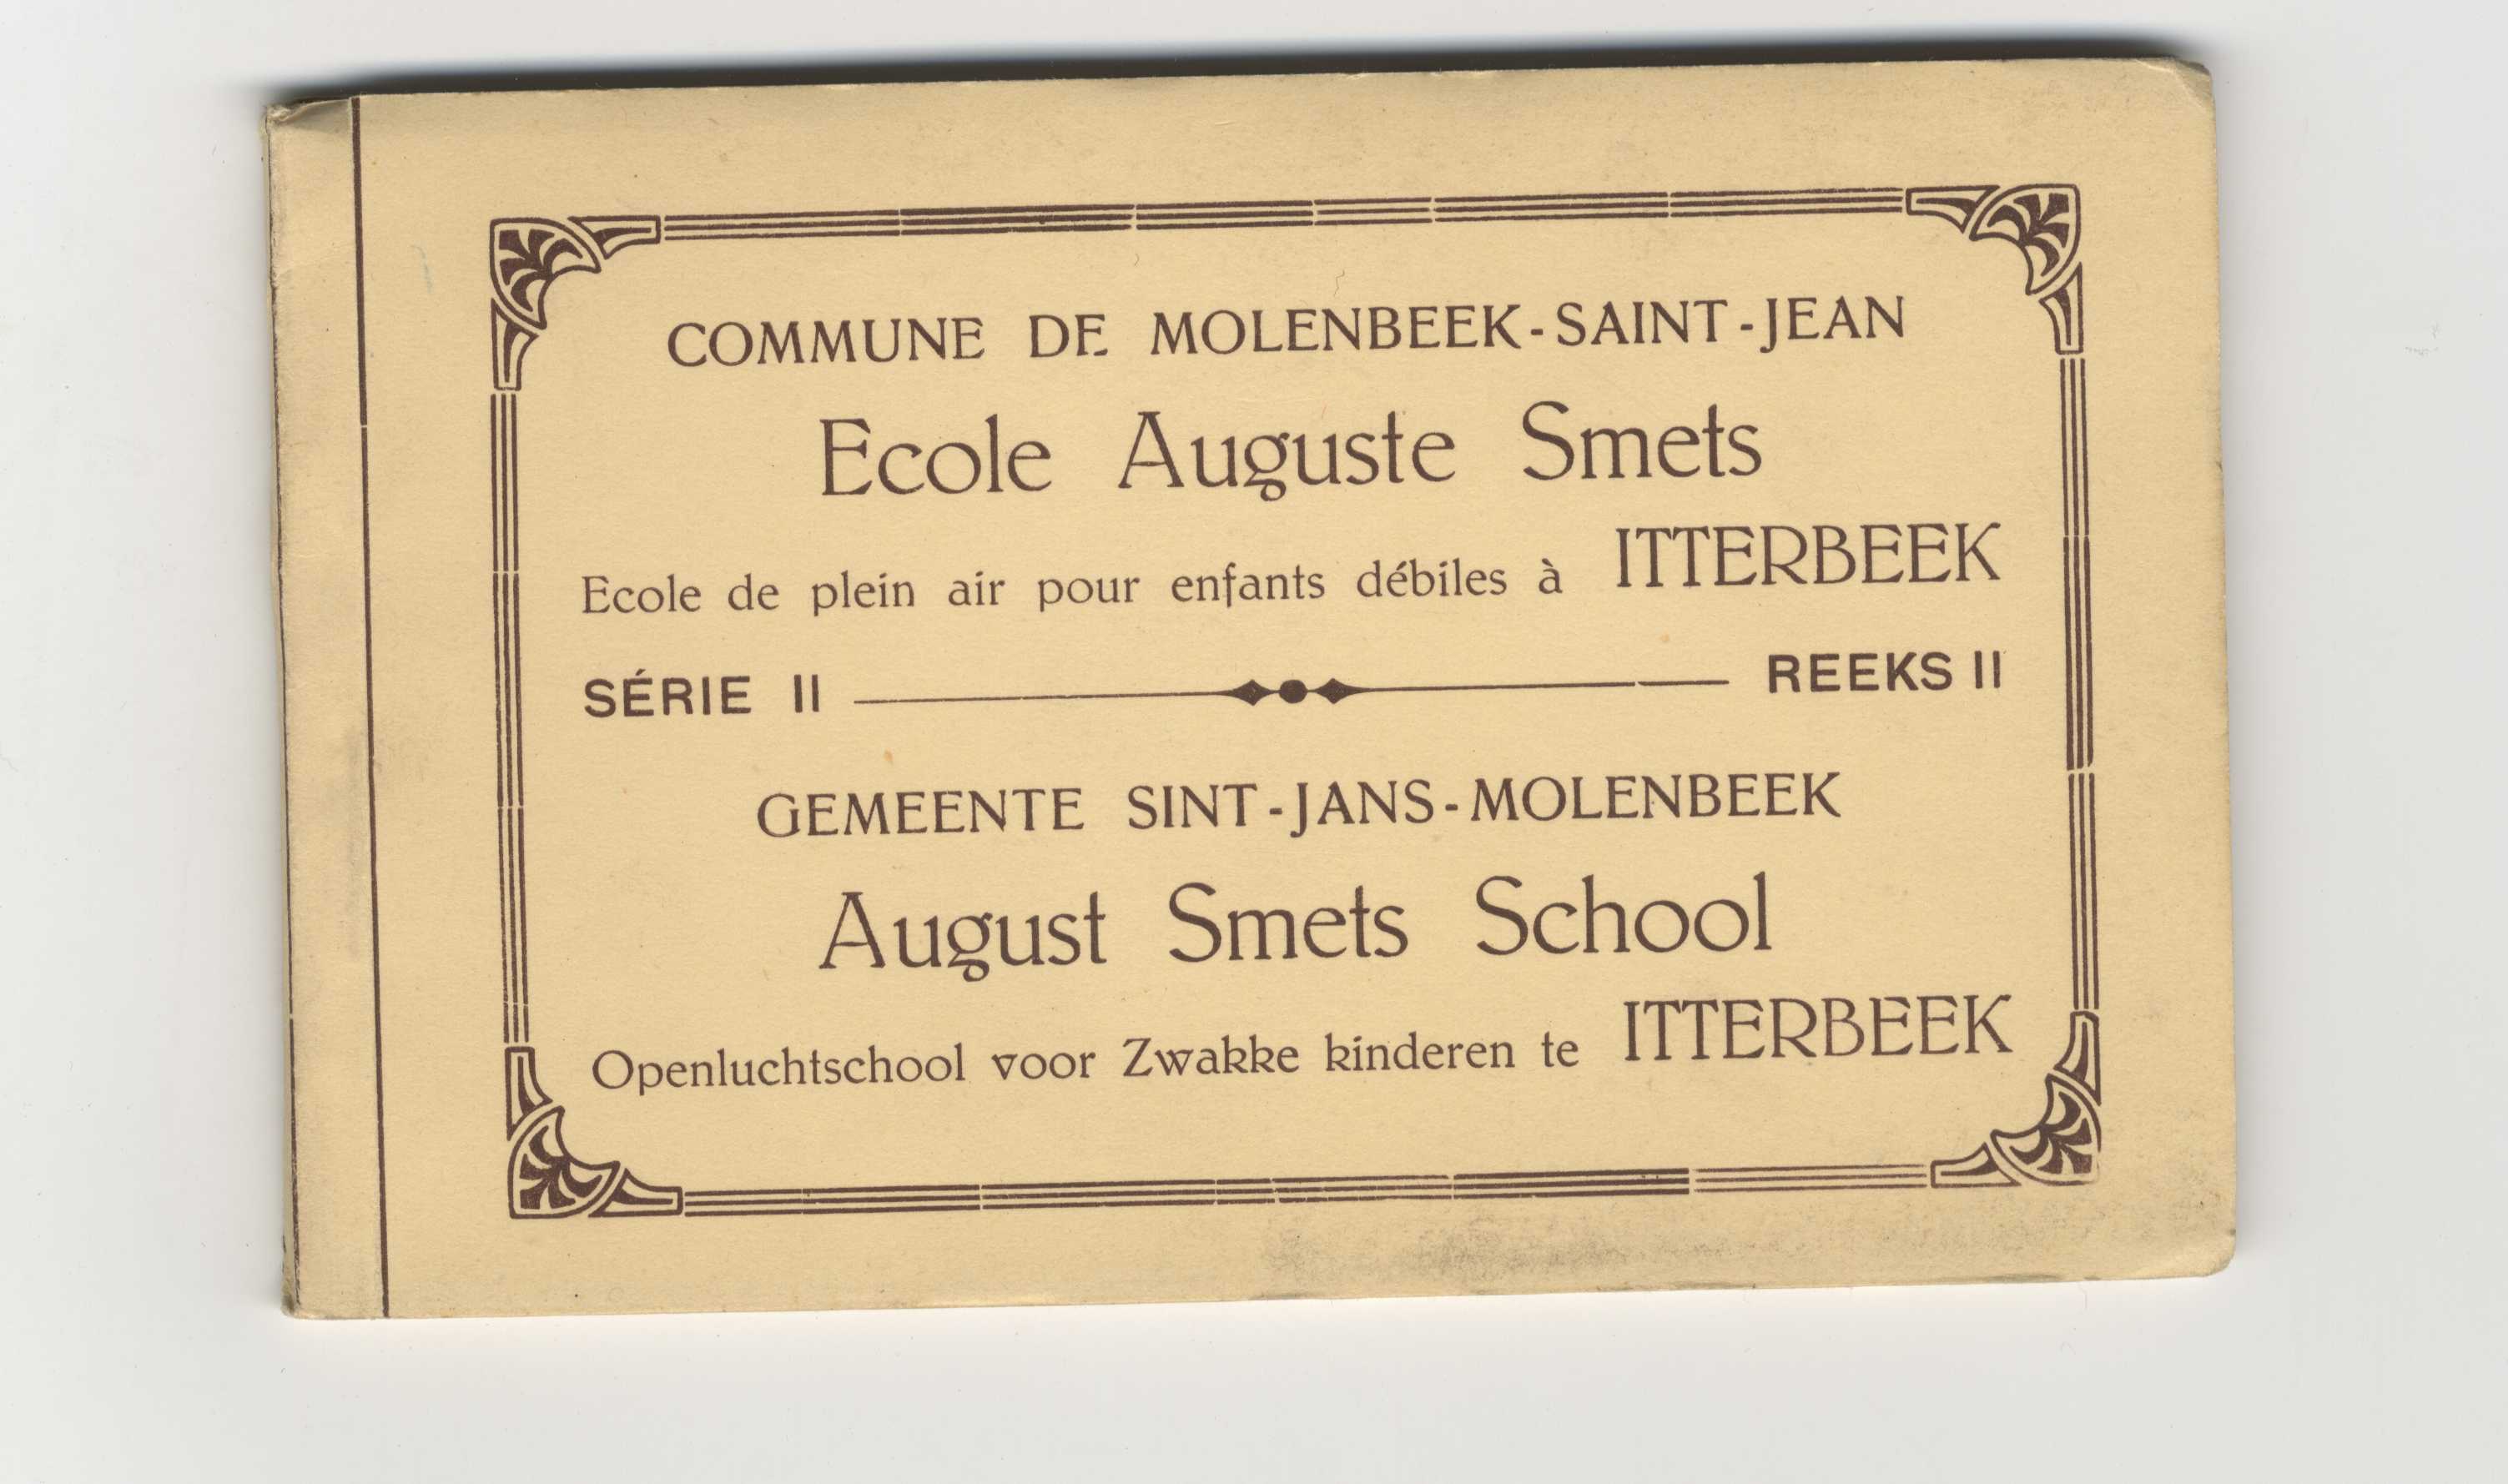 COMMUNE DE MOLENBEEK-SAINT-JEAN
Ecole Auguste Smets
Ecole de plein air pour enfants débiles à ITTERBEEK
SÉRIE II REEKS II
GEMEENTE SINT-JANS-MOLENBEEK
August Smets School
Openluchtschool voor Zwakke kinderen te ITTERBEEK